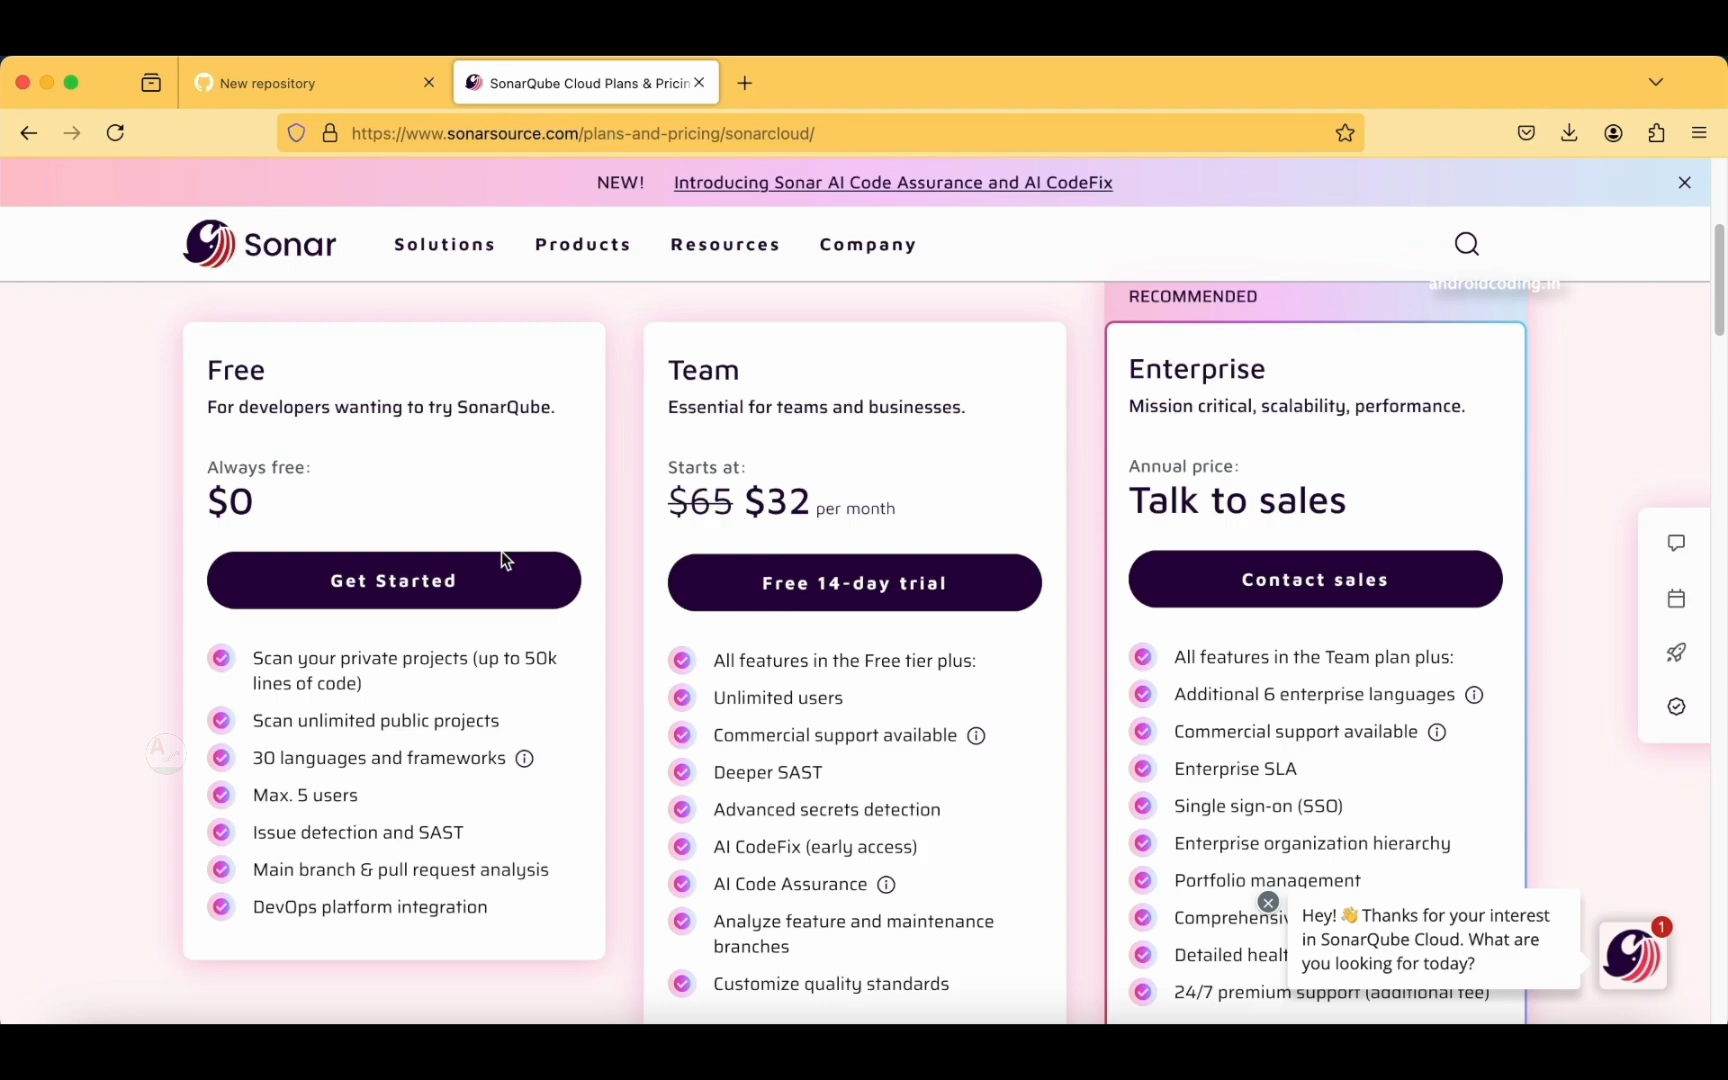 New repository
SonarQube Cloud Plans & Pricin
https://www.sonarsource.com/plans-and-pricing/sonarcloud/
NEW! Introducing Sonar AI Code Assurance and AI CodeFix
Sonar
Solutions
Products
Resources
Company
androidcoding.in
Free
For developers wanting to try SonarQube.
Always free:
$0
Get Started
Scan your private projects (up to 50k
lines of code)
Scan unlimited public projects
30 languages and frameworks
Max. 5 users
Issue detection and SAST
Main branch & pull request analysis
DevOps platform integration
Team
Essential for teams and businesses.
Starts at:
$65 $32 per month
Free 14-day trial
All features in the Free tier plus:
Unlimited users
Commercial support available
Deeper SAST
Advanced secrets detection
AI CodeFix (early access)
AI Code Assurance
Analyze feature and maintenance
branches
Customize quality standards
RECOMMENDED
Enterprise
Mission critical, scalability, performance.
Annual price:
Talk to sales
Contact sales
All features in the Team plan plus:
Additional 6 enterprise languages
Commercial support available
Enterprise SLA
Single sign-on (SSO)
Enterprise organization hierarchy
Portfolio management
Comprehensiv
Detailed healt
24/7 premium support (additional fee)
Hey! 👋 Thanks for your interest
in SonarQube Cloud. What are
you looking for today?
1